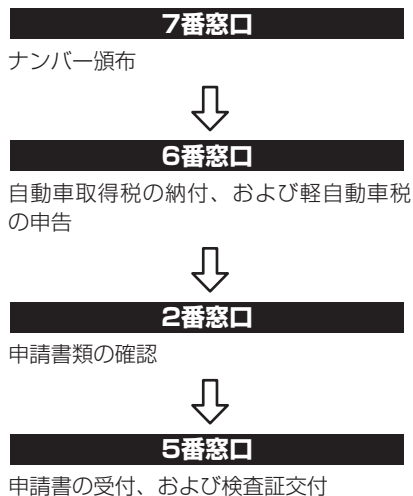 7番窓口
ナンバー頒布
6番窓口
自動車取得税の納付、および軽自動車税
の申告
2番窓口
申請書類の確認
5番窓口
申請書の受付、および検査証交付